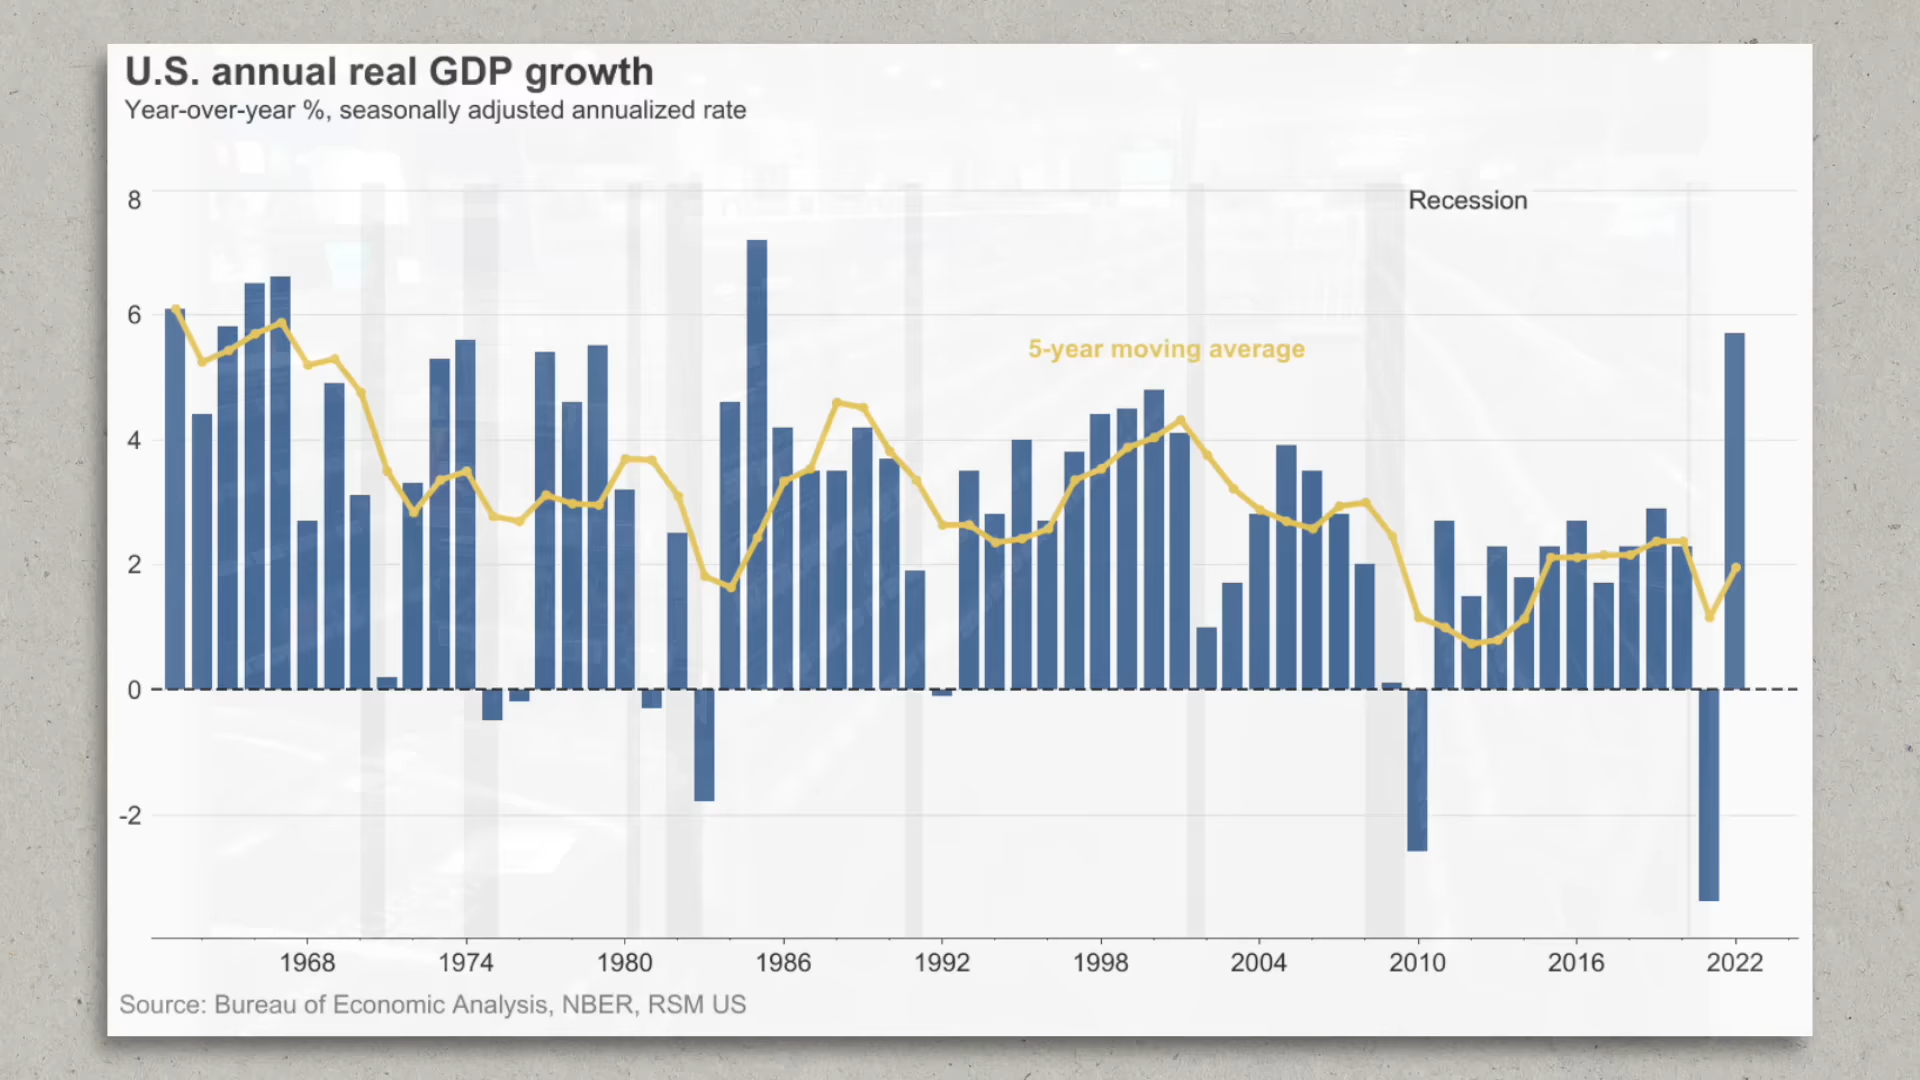 U.S. annual real GDP growth
Year-over-year %, seasonally adjusted annualized rate
8
Recession
6
5-year moving average
4
2
0
-2
1968 1974 1980 1986 1992 1998 2004 2010 2016 2022
Source: Bureau of Economic Analysis, NBER, RSM US